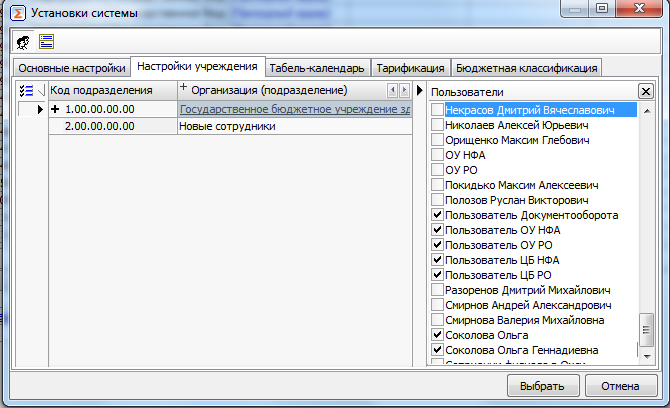 Установки системы
Основные настройки Настройки учреждения Табель-календарь Тарификация Бюджетная классификация
Код подразделения + Организация (подразделение)
+ 1.00.00.00.00 Государственное бюджетное учреждение зд
2.00.00.00.00 Новые сотрудники
Пользователи
Некрасов Дмитрий Вячеславович
Николаев Алексей Юрьевич
Орищенко Максим Глебович
ОУ НФА
ОУ РО
Покидько Максим Алексеевич
Полозов Руслан Викторович
Пользователь Документооборота
Пользователь ОУ НФА
Пользователь ОУ РО
Пользователь ЦБ НФА
Пользователь ЦБ РО
Разоренов Дмитрий Михайлович
Смирнов Андрей Александрович
Смирнова Валерия Михайловна
Соколова Ольга
Соколова Ольга Геннадиевна
Выбрать Отмена